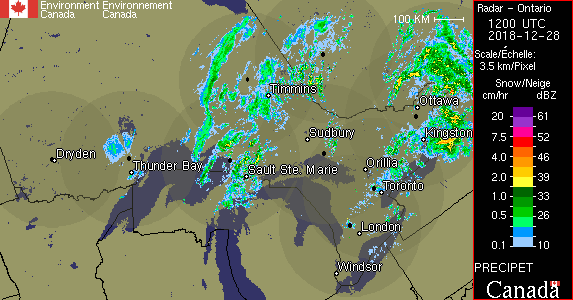 Environment Environnement
Canada Canada
100 KM
Timmins
Ottawa
Sudbury
Kingston
Dryden
Thunder Bay
Sault Ste. Marie
Orillia
Toronto
London
Windsor
Radar - Ontario
1200 UTC
2018-12-28
Scale/Échelle:
3.5 km/Pixel
Snow/Neige
cm/hr dBZ
20 61
7.5 57
5.0 52
4.0 46
2.0 39
1.0 33
0.5 26
0.1 10
PRECIPET
Canada